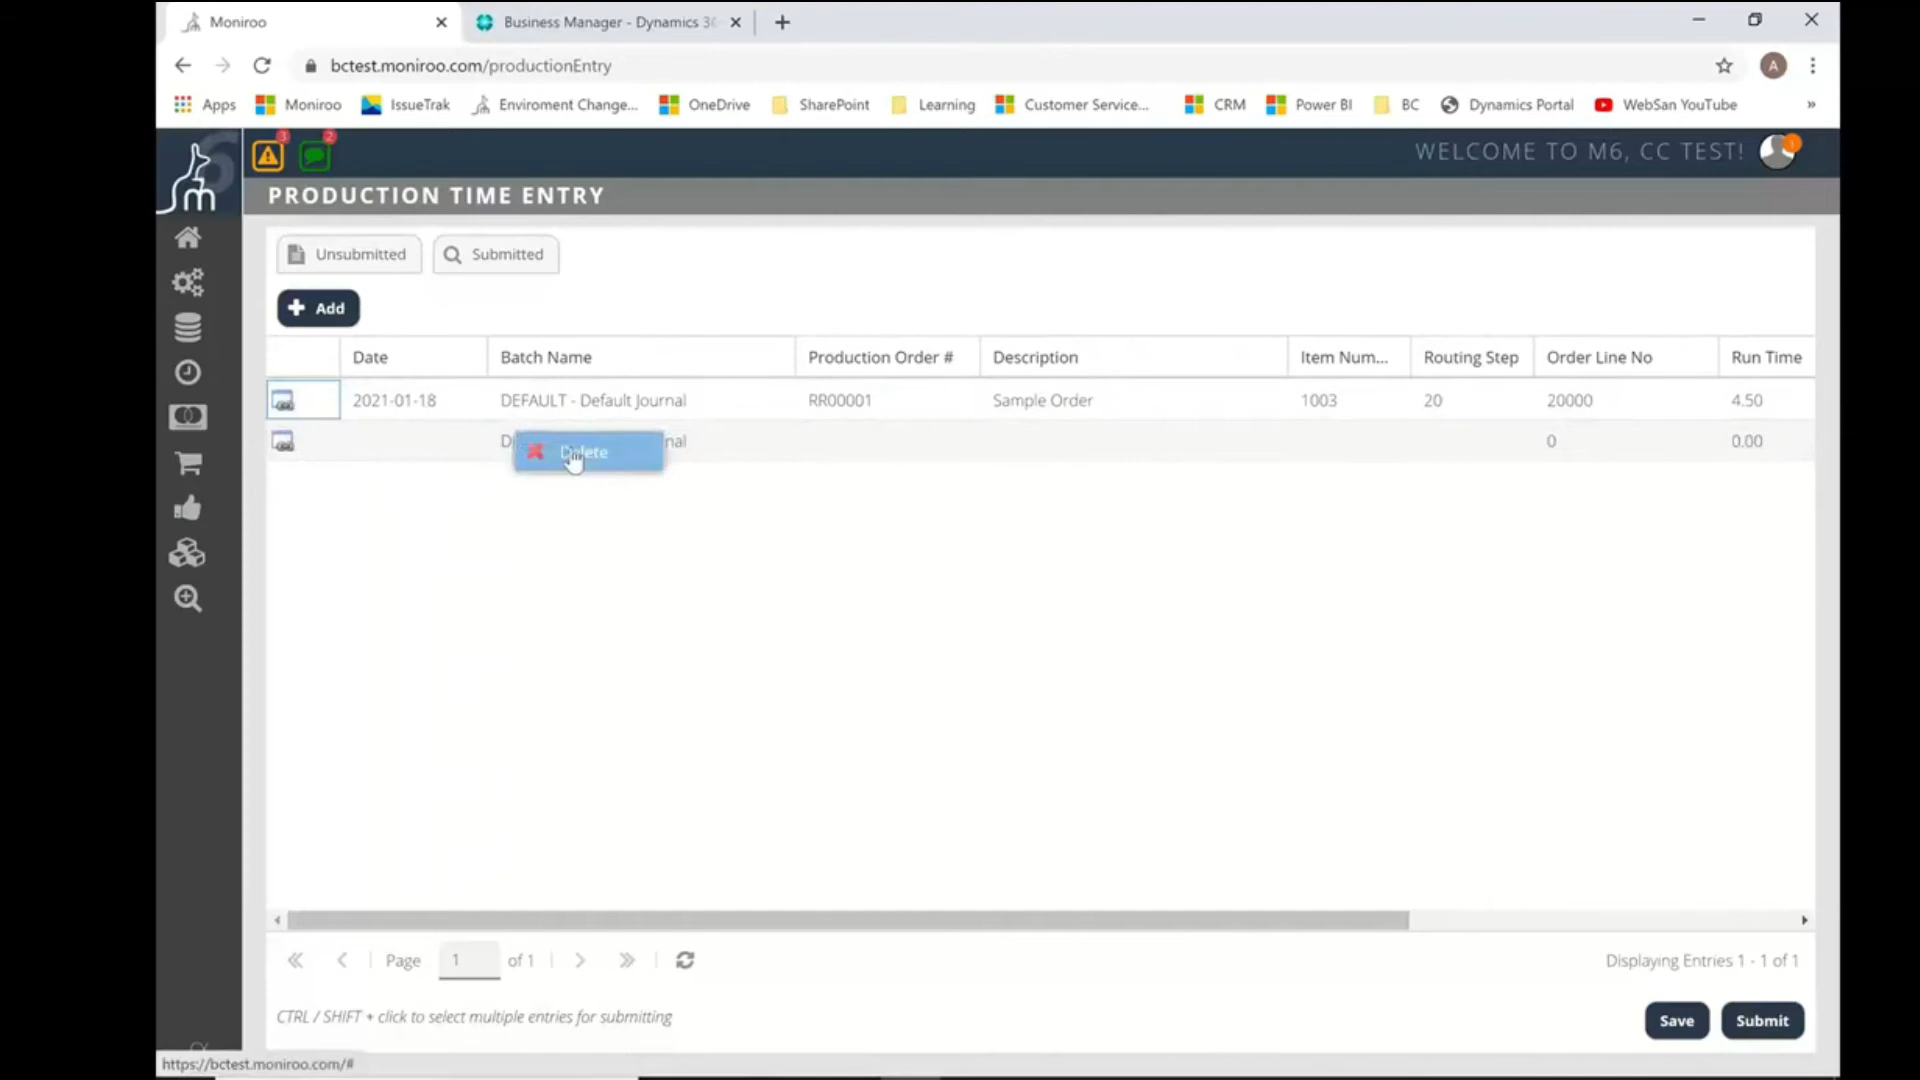 Moniroo
Business Manager - Dynamics 36
bctest.moniroo.com/productionEntry
A
Apps Moniroo IssueTrak Enviroment Change... OneDrive SharePoint Learning Customer Service... CRM Power BI BC Dynamics Portal WebSan YouTube »
3 2
WELCOME TO M6, CC TEST!
m
PRODUCTION TIME ENTRY
Unsubmitted Submitted
Add
Date Batch Name Production Order # Description Item Num... Routing Step Order Line No Run Time
2021-01-18 DEFAULT - Default Journal RR00001 Sample Order 1003 20 20000 4.50
D nal 0 0.00
Delete
Page 1 of 1 Displaying Entries 1 - 1 of 1
CTRL / SHIFT + click to select multiple entries for submitting
Save Submit
https://bctest.moniroo.com/#